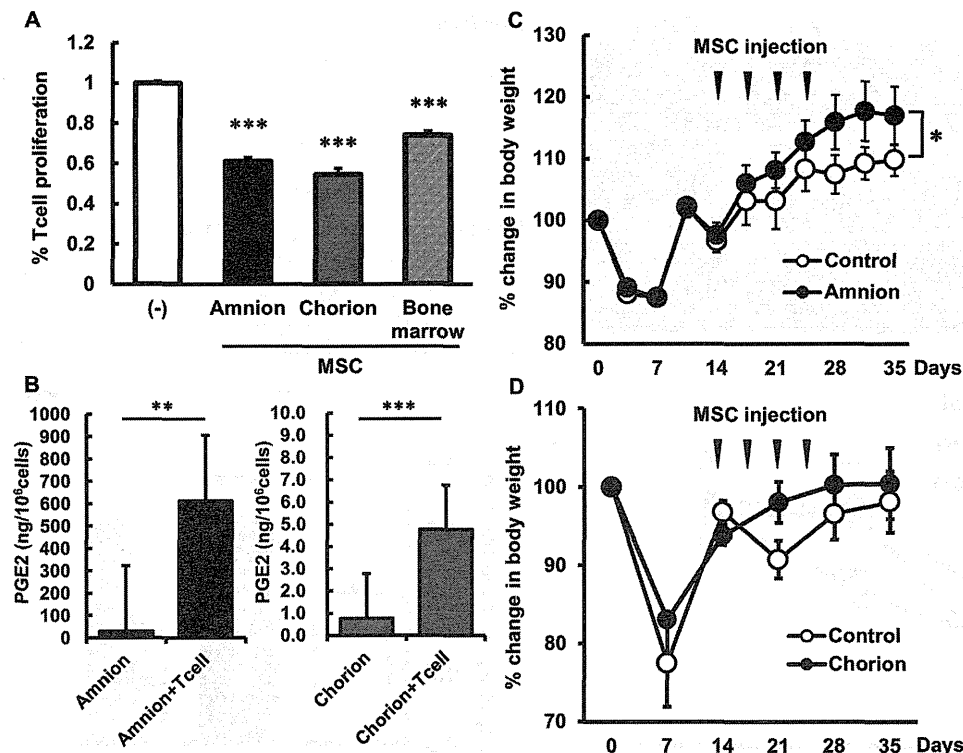 A
1.2
1
0.8
0.6
0.4
0.2
0
% Tcell proliferation
***
***
***
(-)
Amnion
Chorion
Bone
marrow
MSC
B
1000
900
800
700
600
500
400
300
200
100
0
PGE2 (ng/10⁶cells)
**
Amnion
Amnion+Tcell
10.0
9.0
8.0
7.0
6.0
5.0
4.0
3.0
2.0
1.0
0.0
PGE2 (ng/10⁶cells)
***
Chorion
Chorion+Tcell
C
130
120
110
100
90
80
% change in body weight
MSC injection
*
Control
Amnion
0 7 14 21 28 35 Days
D
110
100
90
80
70
% change in body weight
MSC injection
Control
Chorion
0 7 14 21 28 35 Days